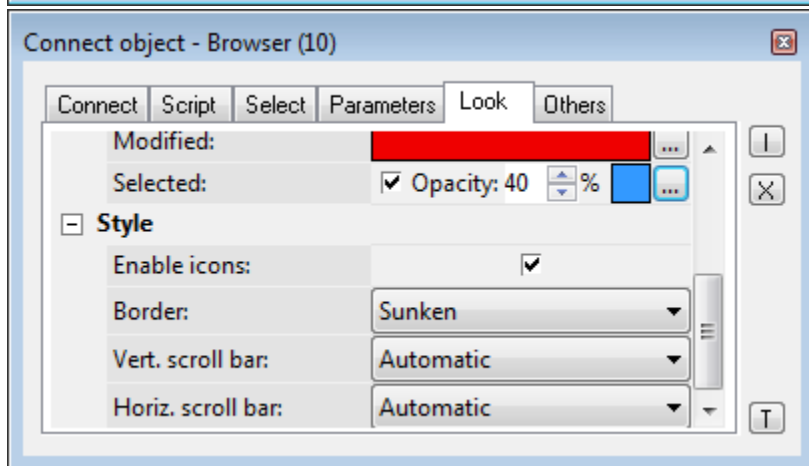 Connect object - Browser (10)
Connect Script Select Parameters Look Others
Modified: ...
Selected: Opacity: 40 % ...
Style
Enable icons:
Border: Sunken
Vert. scroll bar: Automatic
Horiz. scroll bar: Automatic
I
X
T